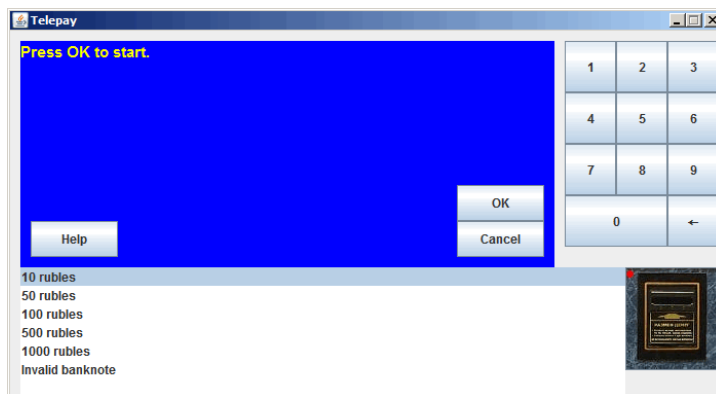 Telepay
Press OK to start.
1 2 3
4 5 6
7 8 9
OK
0 ←
Help
Cancel
10 rubles
50 rubles
100 rubles
500 rubles
1000 rubles
Invalid banknote